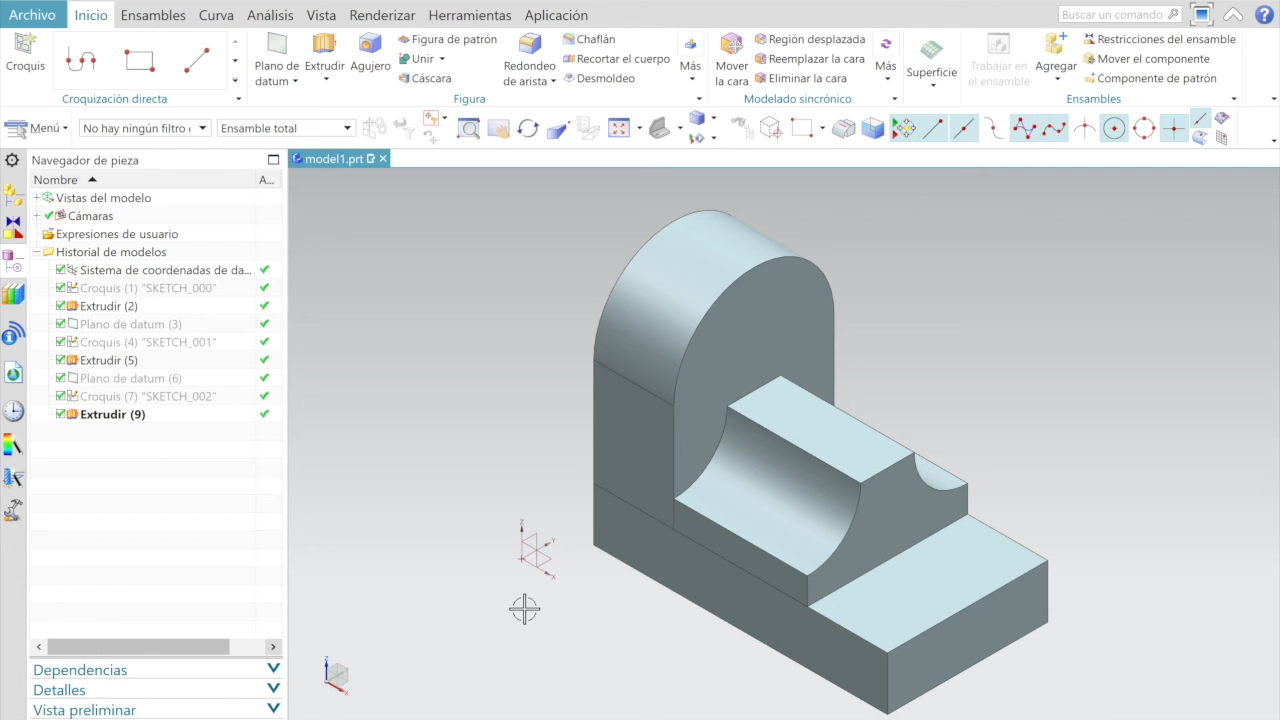 Archivo Inicio Ensambles Curva Análisis Vista Renderizar Herramientas Aplicación Buscar un comando
Croquis
Croquización directa
Plano de datum
Extrudir
Agujero
Figura de patrón
Unir
Cáscara
Redondeo de arista
Chaflán
Recortar el cuerpo
Desmoldeo
Más
Figura
Mover la cara
Región desplazada
Reemplazar la cara
Eliminar la cara
Más
Modelado sincrónico
Superficie
Trabajar en el ensamble
Agregar
Restricciones del ensamble
Mover el componente
Componente de patrón
Ensambles
Menú No hay ningún filtro Ensamble total
Navegador de pieza
model1.prt
Nombre A...
Vistas del modelo
Cámaras
Expresiones de usuario
Historial de modelos
Sistema de coordenadas de da...
Croquis (1) "SKETCH_000"
Extrudir (2)
Plano de datum (3)
Croquis (4) "SKETCH_001"
Extrudir (5)
Plano de datum (6)
Croquis (7) "SKETCH_002"
Extrudir (9)
Z
Y
X
Dependencias
Detalles
Vista preliminar